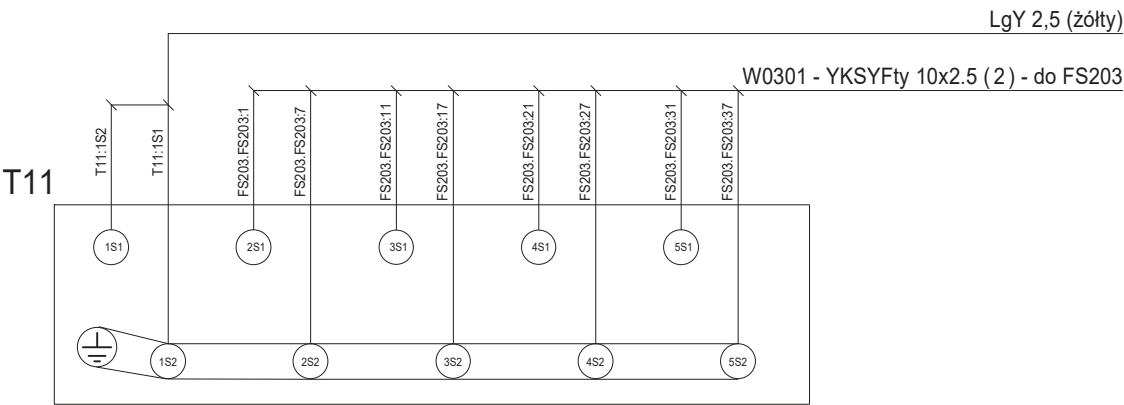 LgY 2,5 (żółty)
W0301 - YKSYFty 10x2.5 (2) - do FS203
T11:1S2
T11:1S1
FS203.FS203:1
FS203.FS203:7
FS203.FS203:11
FS203.FS203:17
FS203.FS203:21
FS203.FS203:27
FS203.FS203:31
FS203.FS203:37
T11
1S1
2S1
3S1
4S1
5S1
1S2
2S2
3S2
4S2
5S2